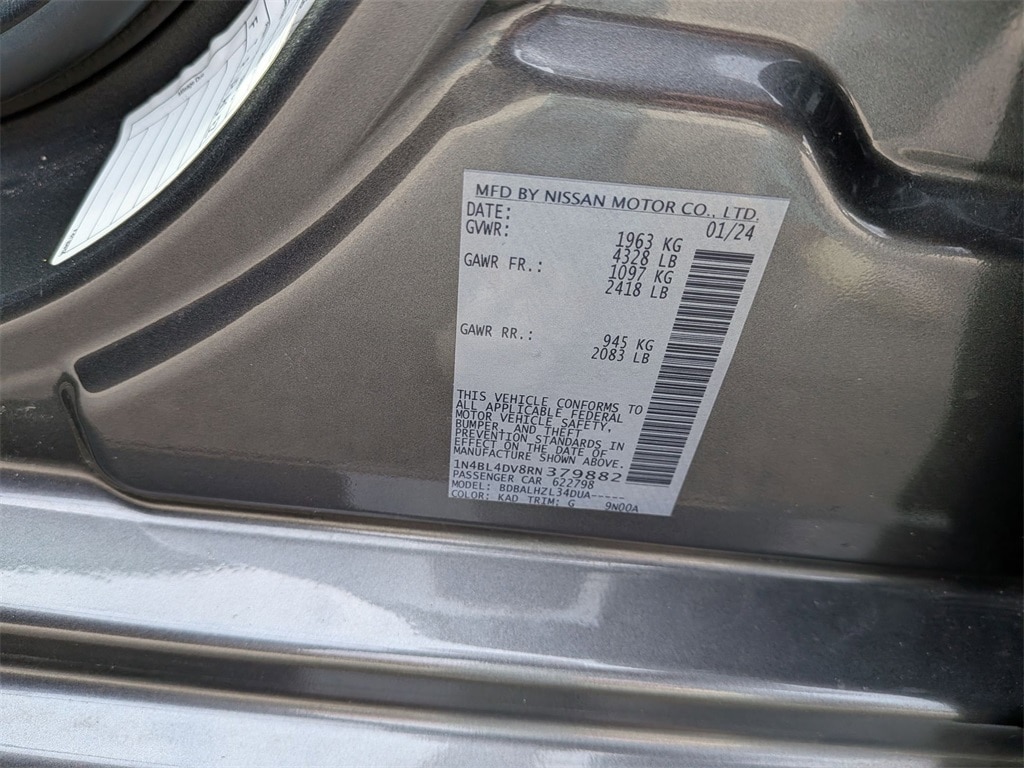 MFD BY NISSAN MOTOR CO., LTD.
DATE: 01/24
GVWR: 1963 KG
4328 LB
GAWR FR.: 1097 KG
2418 LB
GAWR RR.: 945 KG
2083 LB
THIS VEHICLE CONFORMS TO
ALL APPLICABLE FEDERAL
MOTOR VEHICLE SAFETY,
BUMPER, AND THEFT
PREVENTION STANDARDS IN
EFFECT ON THE DATE OF
MANUFACTURE SHOWN ABOVE.
1N4BL4DV8RN379882
PASSENGER CAR 622798
MODEL: BDBALHZL34DUA-----
COLOR: KAD TRIM: G 9N00A